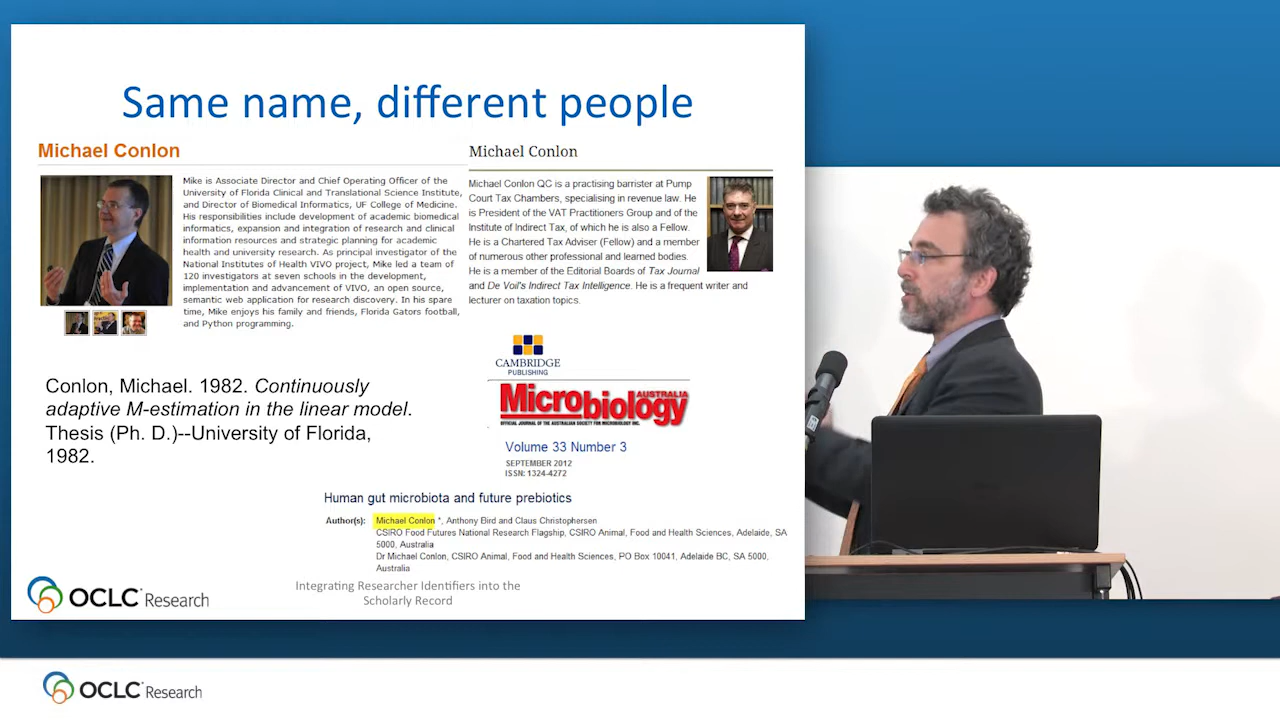 Same name, different people
Michael Conlon
Mike is Associate Director and Chief Operating Officer of the
University of Florida Clinical and Translational Science Institute,
and Director of Biomedical Informatics, UF College of Medicine.
His responsibilities include development of academic biomedical
informatics, expansion and integration of research and clinical
information resources and strategic planning for academic
health and university research. As principal investigator of the
National Institutes of Health VIVO project, Mike led a team of
120 investigators at seven schools in the development,
implementation and advancement of VIVO, an open source,
semantic web application for research discovery. In his spare
time, Mike enjoys his family and friends, Florida Gators football,
and Python programming.
Michael Conlon
Michael Conlon QC is a practising barrister at Pump
Court Tax Chambers, specialising in revenue law. He
is President of the VAT Practitioners Group and of the
Institute of Indirect Tax, of which he is also a Fellow.
He is a Chartered Tax Adviser (Fellow) and a member
of numerous other professional and learned bodies.
He is a member of the Editorial Boards of Tax Journal
and De Voil's Indirect Tax Intelligence. He is a frequent writer and
lecturer on taxation topics.
Conlon, Michael. 1982. Continuously
adaptive M-estimation in the linear model.
Thesis (Ph. D.)--University of Florida,
1982.
CAMBRIDGE
PUBLISHING
Microbiology
AUSTRALIA
OFFICIAL JOURNAL OF THE AUSTRALIAN SOCIETY FOR MICROBIOLOGY INC.
Volume 33 Number 3
SEPTEMBER 2012
ISSN: 1324-4272
Human gut microbiota and future prebiotics
Author(s): Michael Conlon *, Anthony Bird and Claus Christophersen
CSIRO Food Futures National Research Flagship, CSIRO Animal, Food and Health Sciences, Adelaide, SA
5000, Australia
Dr Michael Conlon, CSIRO Animal, Food and Health Sciences, PO Box 10041, Adelaide BC, SA 5000,
Australia
Integrating Researcher Identifiers into the
Scholarly Record
OCLC Research
OCLC Research